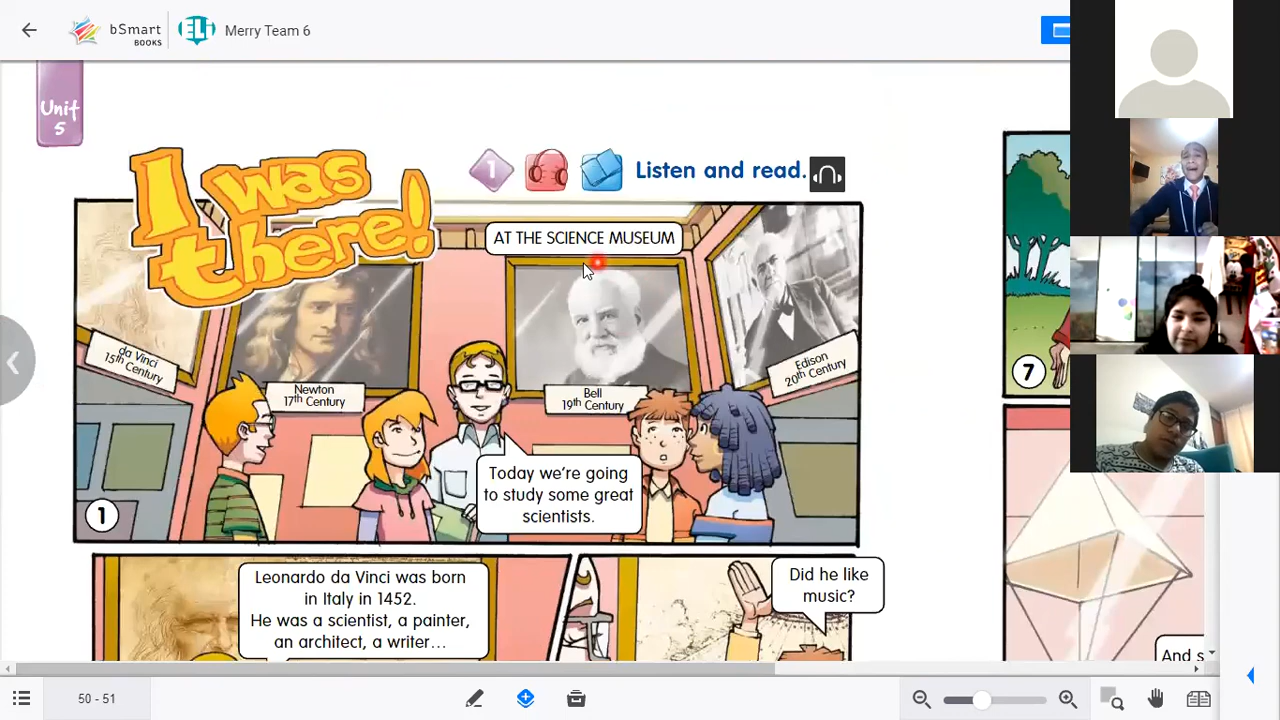 bSmart
BOOKS
ELi
Merry Team 6
Unit
5
I was
there!
1
Listen and read.
AT THE SCIENCE MUSEUM
da Vinci
15th Century
Newton
17th Century
Bell
19th Century
Edison
20th Century
Today we're going
to study some great
scientists.
1
Leonardo da Vinci was born
in Italy in 1452.
He was a scientist, a painter,
an architect, a writer...
Did he like
music?
7
And s
50 - 51